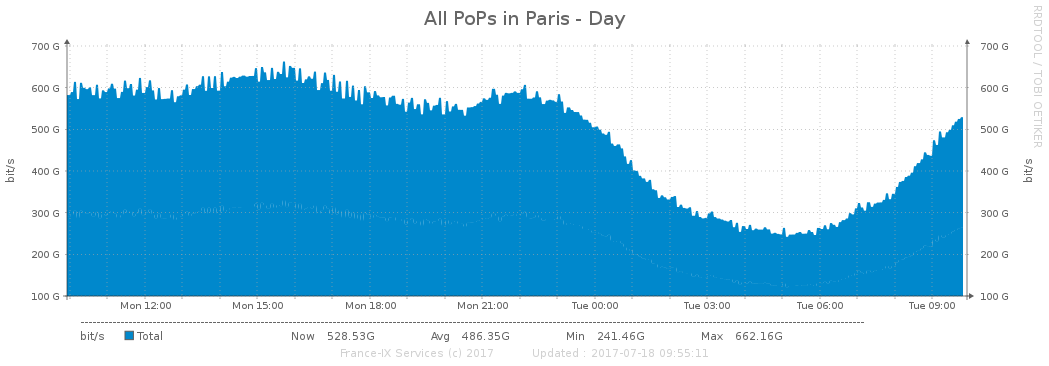 All PoPs in Paris - Day
RRDTOOL / TOBI OETIKER
bit/s
700 G 700 G
600 G 600 G
500 G 500 G
400 G 400 G
300 G 300 G
200 G 200 G
100 G 100 G
bit/s
Mon 12:00 Mon 15:00 Mon 18:00 Mon 21:00 Tue 00:00 Tue 03:00 Tue 06:00 Tue 09:00
bit/s Total Now 528.53G Avg 486.35G Min 241.46G Max 662.16G
France-IX Services (c) 2017 Updated : 2017-07-18 09:55:11